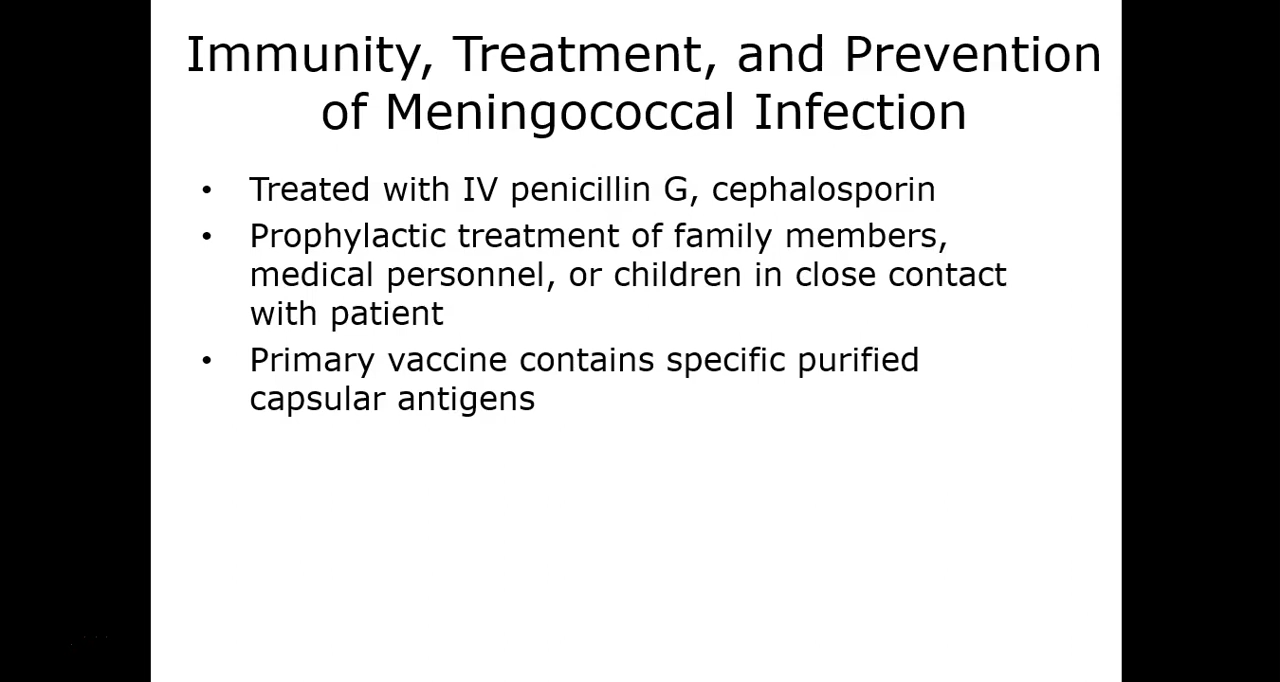 Immunity, Treatment, and Prevention
of Meningococcal Infection
• Treated with IV penicillin G, cephalosporin
• Prophylactic treatment of family members,
medical personnel, or children in close contact
with patient
• Primary vaccine contains specific purified
capsular antigens